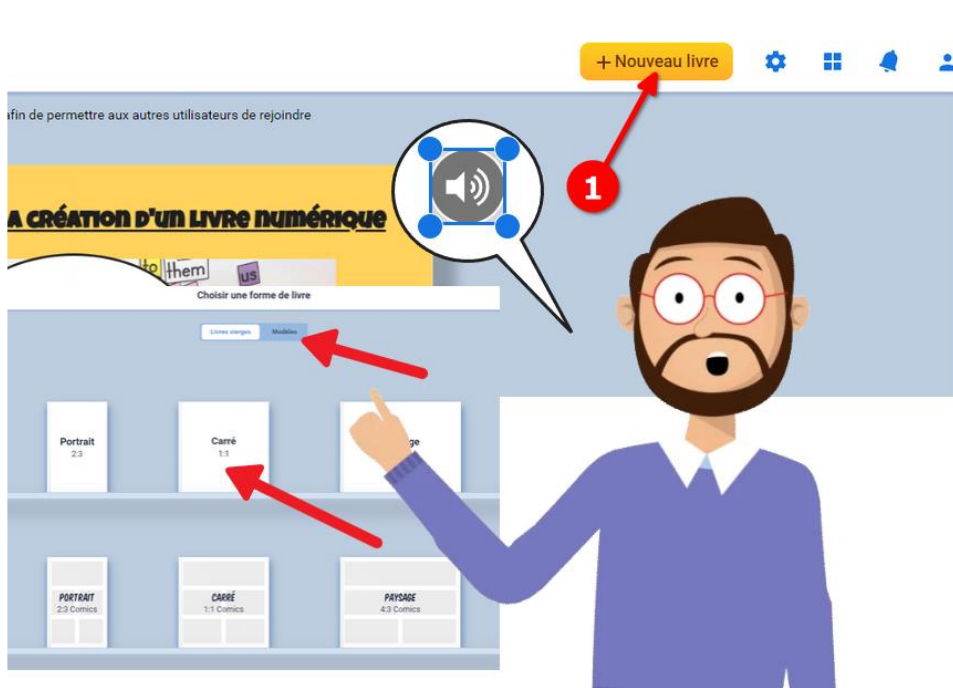 + Nouveau livre
afin de permettre aux autres utilisateurs de rejoindre
1
A CRÉATION D'UN LIVRE NUMÉRIQUE
to them us
Choisir une forme de livre
Livres vierges Modèles
Portrait
2:3
Carré
1:1
ge
PORTRAIT
2:3 Comics
CARRÉ
1:1 Comics
PAYSAGE
4:3 Comics